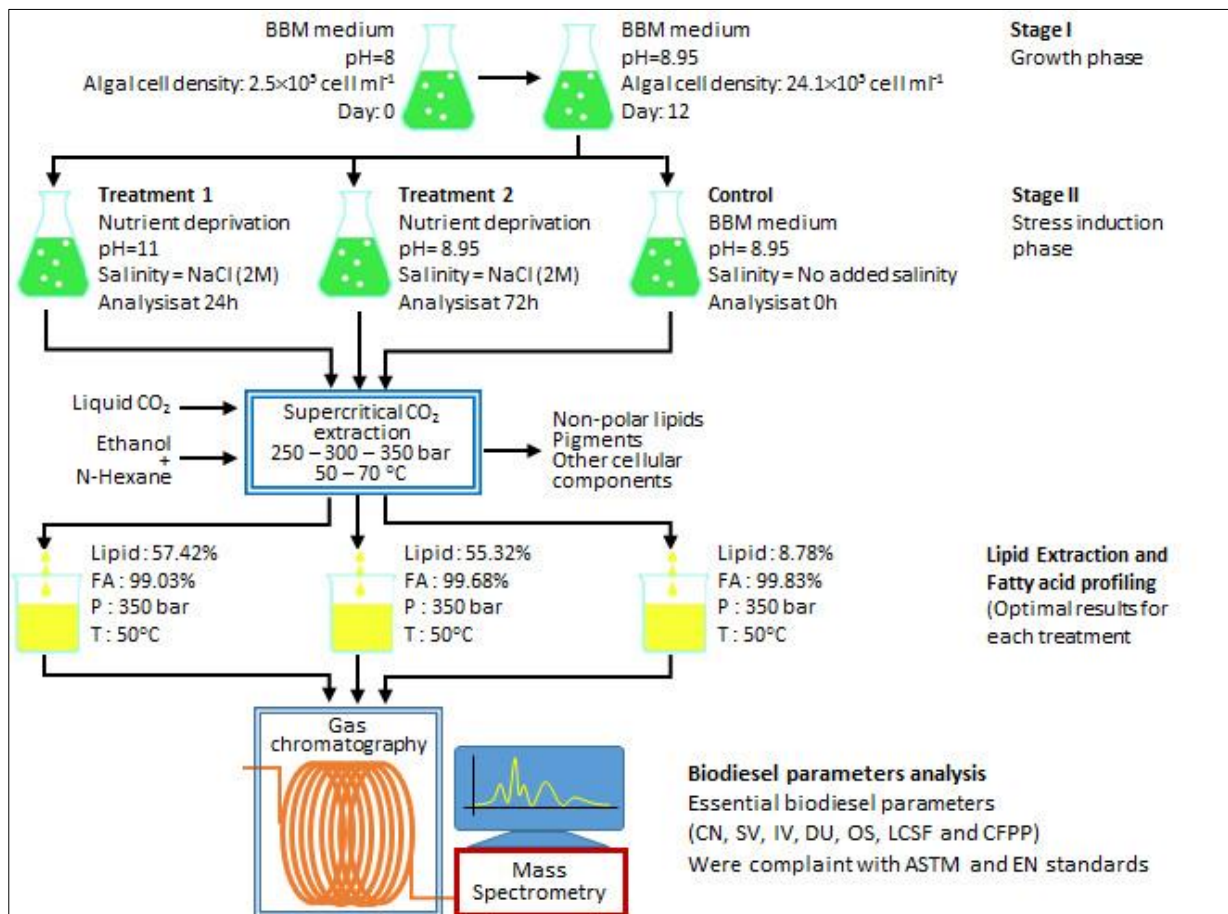 BBM medium
pH=8
Algal cell density: 2.5×10⁵ cell ml⁻¹
Day: 0
BBM medium
pH=8.95
Algal cell density: 24.1×10⁵ cell ml⁻¹
Day: 12
Stage I
Growth phase
Treatment 1
Nutrient deprivation
pH=11
Salinity = NaCl (2M)
Analysisat 24h
Treatment 2
Nutrient deprivation
pH= 8.95
Salinity = NaCl (2M)
Analysisat 72h
Control
BBM medium
pH= 8.95
Salinity = No added salinity
Analysisat 0h
Stage II
Stress induction
phase
Liquid CO₂
Ethanol
+
N-Hexane
Supercritical CO₂
extraction
250 – 300 – 350 bar
50 – 70 °C
Non-polar lipids
Pigments
Other cellular
components
Lipid : 57.42%
FA : 99.03%
P : 350 bar
T : 50°C
Lipid : 55.32%
FA : 99.68%
P : 350 bar
T : 50°C
Lipid : 8.78%
FA : 99.83%
P : 350 bar
T : 50°C
Lipid Extraction and
Fatty acid profiling
(Optimal results for
each treatment
Gas
chromatography
Mass
Spectrometry
Biodiesel parameters analysis
Essential biodiesel parameters
(CN, SV, IV, DU, OS, LCSF and CFPP)
Were complaint with ASTM and EN standards